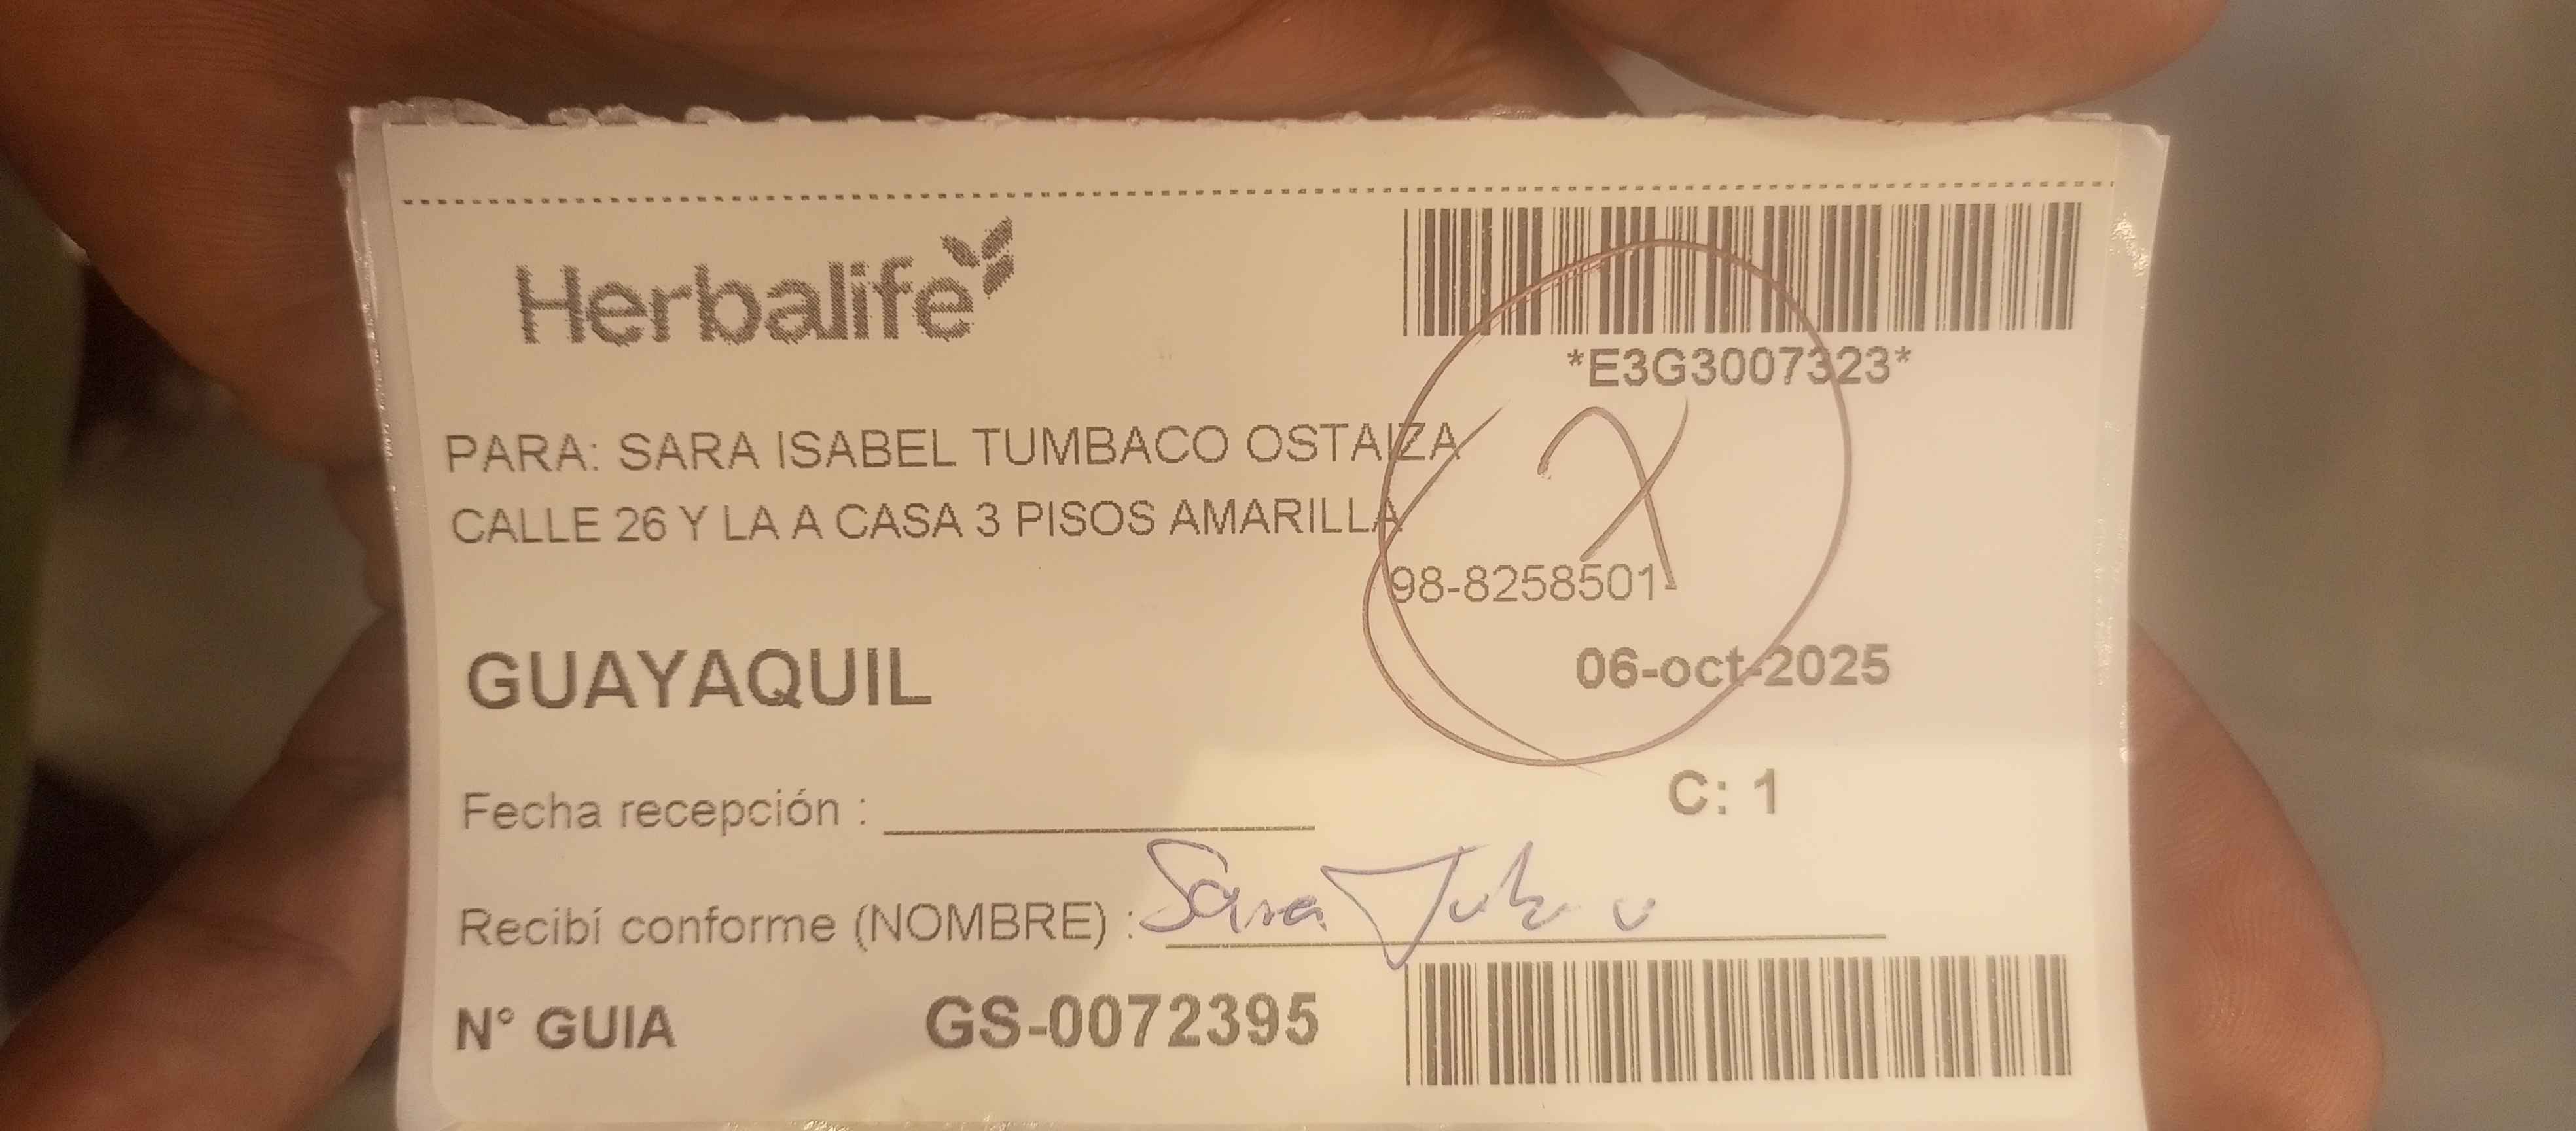 Herbalife
*E3G3007323*
PARA: SARA ISABEL TUMBACO OSTAIZA
CALLE 26 Y LA A CASA 3 PISOS AMARILLA
98-8258501-
GUAYAQUIL
06-oct-2025
Fecha recepción :
C: 1
Recibí conforme (NOMBRE) : Sara
N° GUIA GS-0072395